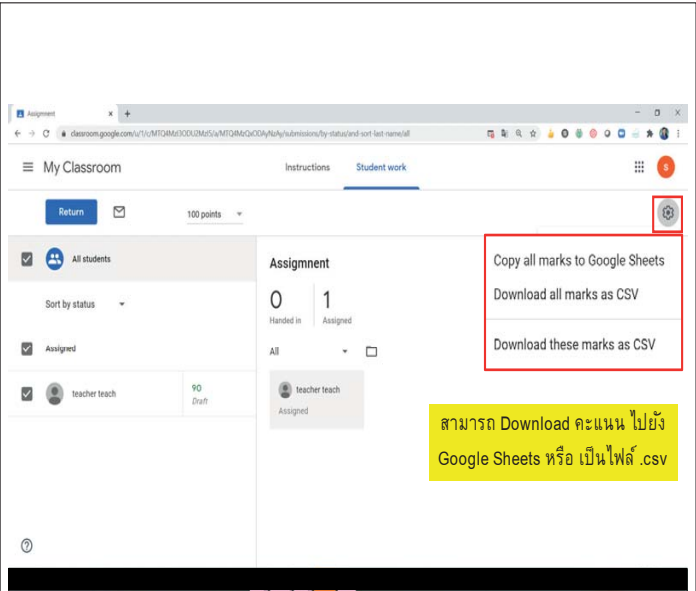 Assignment
classroom.google.com/u/1/c/
submissions/by-status/and-sort-last-name/all
My Classroom
Instructions
Student work
S
Return
100 points
All students
Assigmnent
Copy all marks to Google Sheets
Download all marks as CSV
Download these marks as CSV
Sort by status
0
1
Handed in
Assigned
Assigned
All
teacher teach
90
Draft
teacher teach
Assigned
สามารถ Download คะแนน ไปยัง
Google Sheets หรือ เป็นไฟล์ .csv